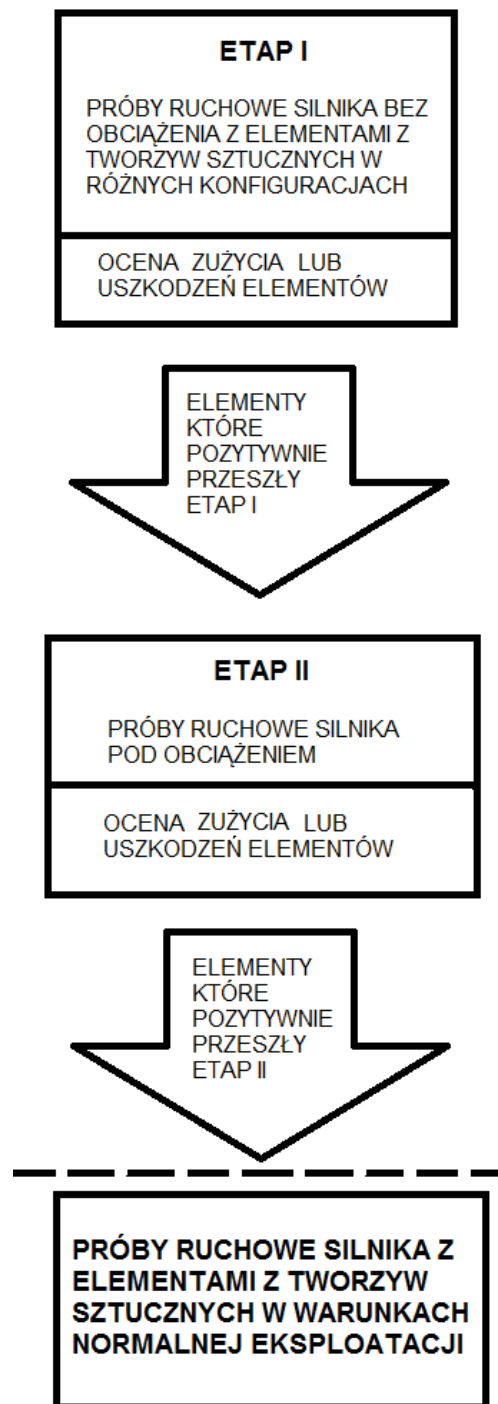 ETAP I
PRÓBY RUCHOWE SILNIKA BEZ
OBCIĄŻENIA Z ELEMENTAMI Z
TWORZYW SZTUCZNYCH W
RÓŻNYCH KONFIGURACJACH
OCENA ZUŻYCIA LUB
USZKODZEŃ ELEMENTÓW
ELEMENTY
KTÓRE
POZYTYWNIE
PRZESZŁY
ETAP I
ETAP II
PRÓBY RUCHOWE SILNIKA
POD OBCIĄŻENIEM
OCENA ZUŻYCIA LUB
USZKODZEŃ ELEMENTÓW
ELEMENTY
KTÓRE
POZYTYWNIE
PRZESZŁY
ETAP II
PRÓBY RUCHOWE SILNIKA Z
ELEMENTAMI Z TWORZYW
SZTUCZNYCH W WARUNKACH
NORMALNEJ EKSPLOATACJI